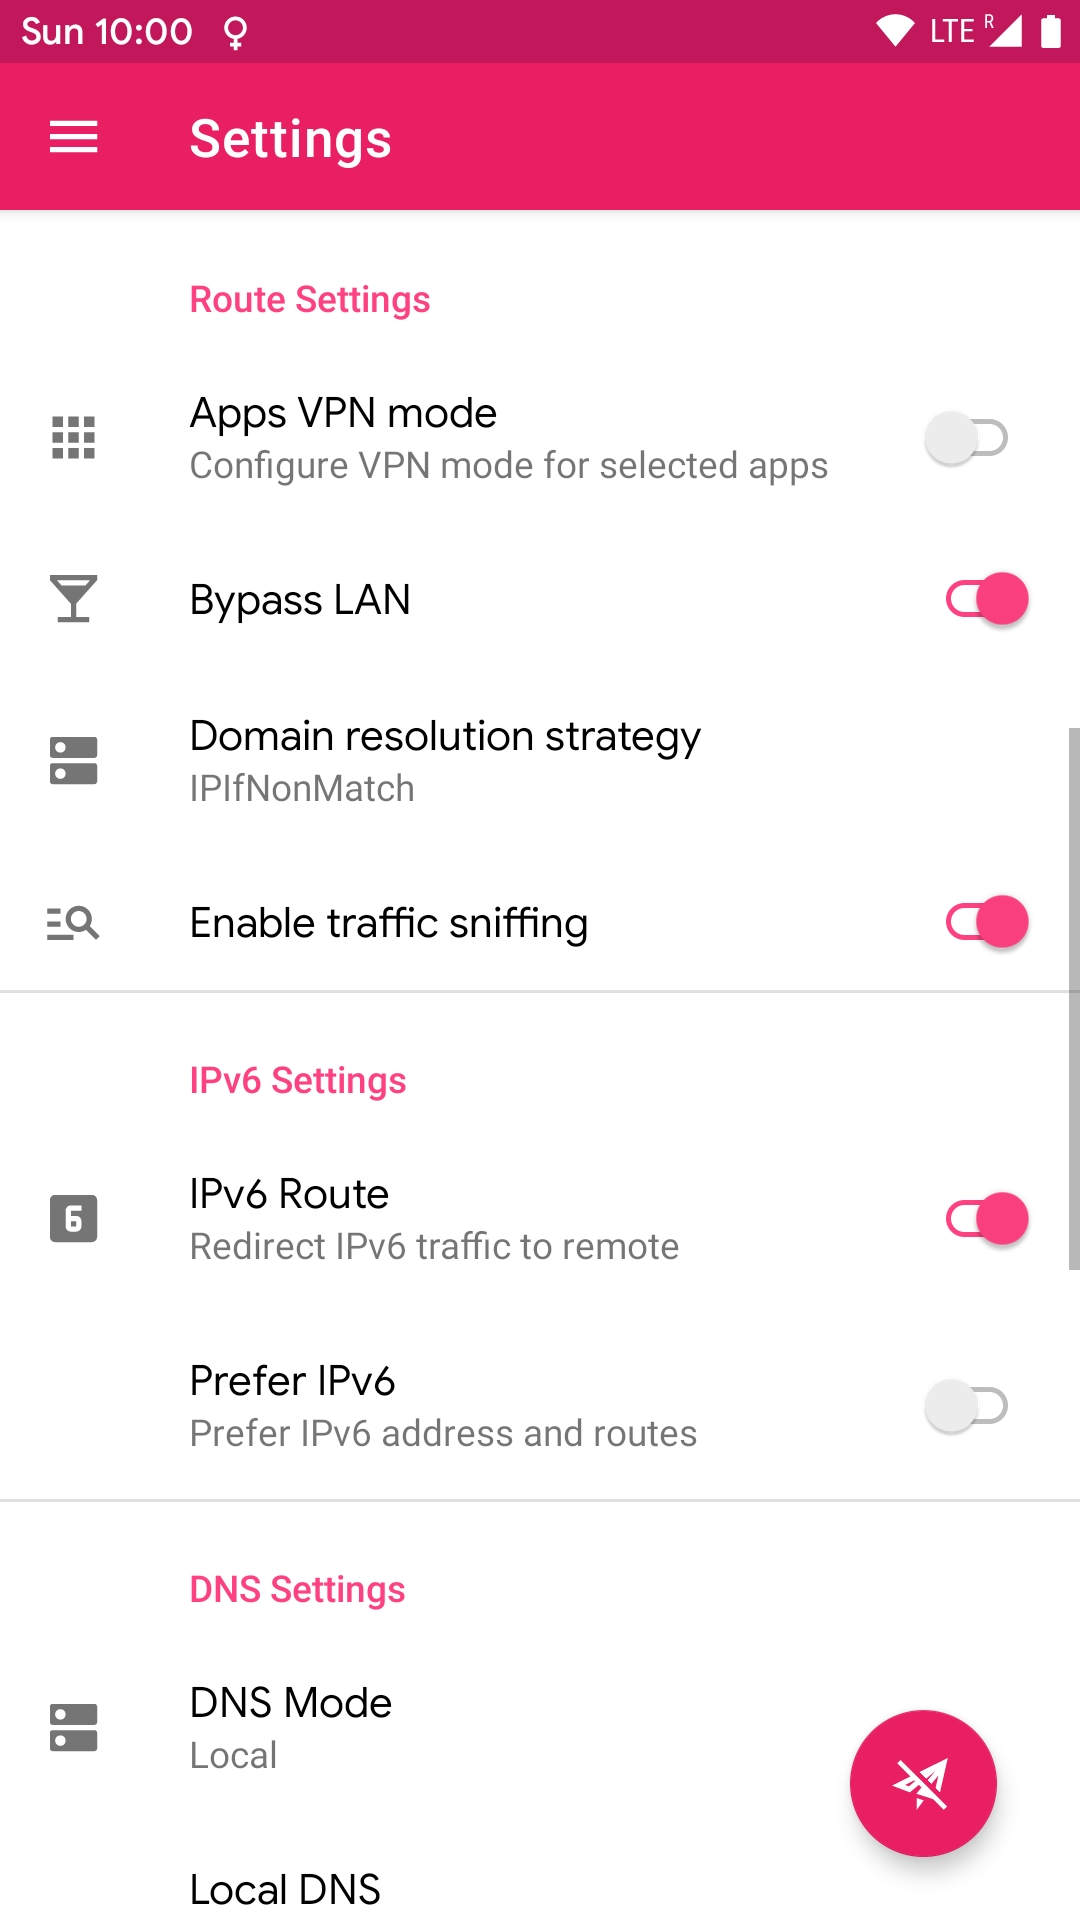 Sun 10:00
LTE R
Settings
Route Settings
Apps VPN mode
Configure VPN mode for selected apps
Bypass LAN
Domain resolution strategy
IPIfNonMatch
Enable traffic sniffing
IPv6 Settings
6
IPv6 Route
Redirect IPv6 traffic to remote
Prefer IPv6
Prefer IPv6 address and routes
DNS Settings
DNS Mode
Local
Local DNS